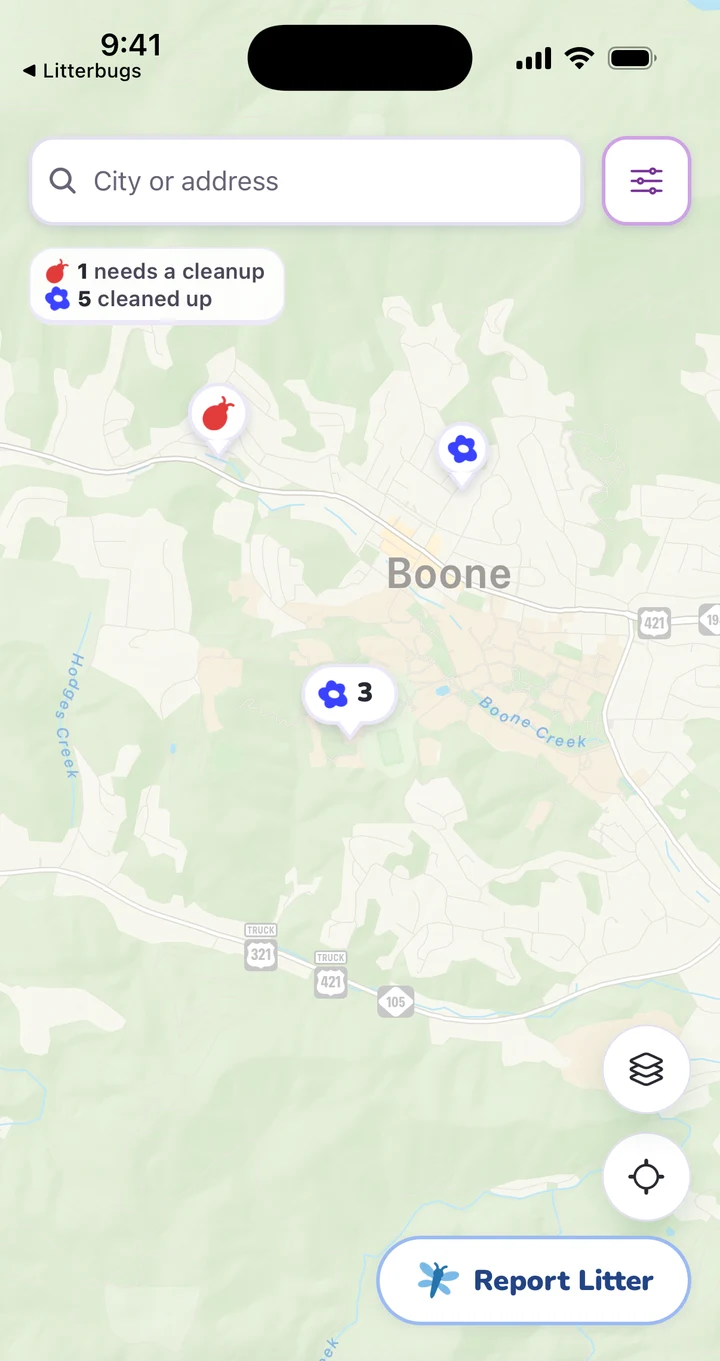 9:41
◀ Litterbugs
City or address
1 needs a cleanup
5 cleaned up
Boone
421
3
Hodges Creek
Boone Creek
TRUCK
321
TRUCK
421
105
Report Litter